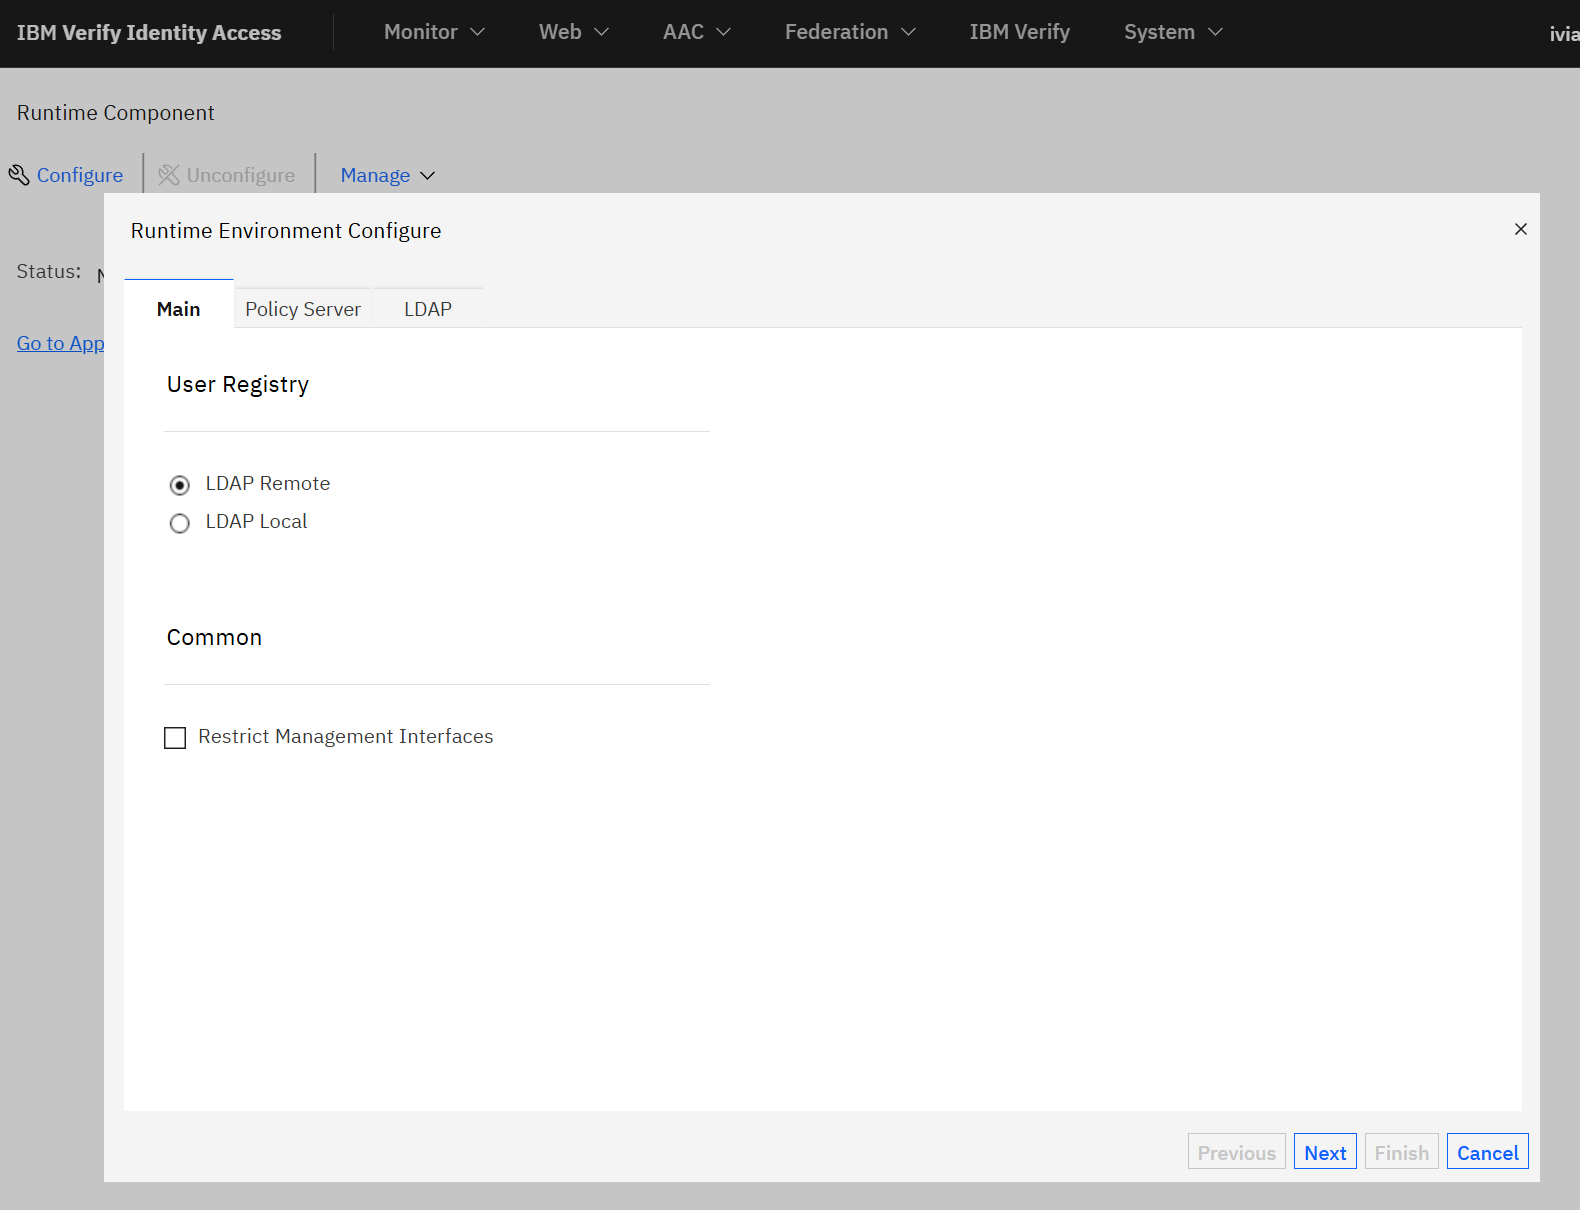 IBM Verify Identity Access Monitor Web AAC Federation IBM Verify System ivia
Runtime Component
Configure Unconfigure Manage
Runtime Environment Configure
Status:
Main Policy Server LDAP
Go to App
User Registry
LDAP Remote
LDAP Local
Common
Restrict Management Interfaces
Previous Next Finish Cancel